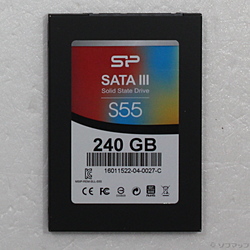 SP
SATA III
Solid State Drive
S55
240 GB
16011522-04-0027-C